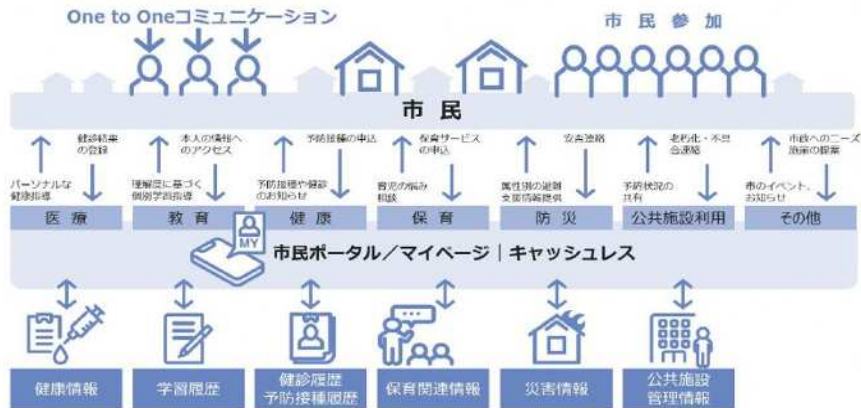 One to Oneコミュニケーション
市民参加
市民
健診結果
の登録
本人の情報へ
のアクセス
予防接種の申込
保育サービス
の申込
安否連絡
老朽化・不具
合連絡
市政へのニーズ
施策の提案
パーソナルな
健康指導
理解度に基づく
個別学習指導
予防接種や健診
のお知らせ
育児の悩み
相談
属性別の避難
支援情報提供
予約状況の
共有
市のイベント、
お知らせ
医療
教育
健康
保育
防災
公共施設利用
その他
MY
市民ポータル/マイページ|キャッシュレス
健康情報
学習履歴
健診履歴
予防接種履歴
保育関連情報
災害情報
公共施設
管理情報